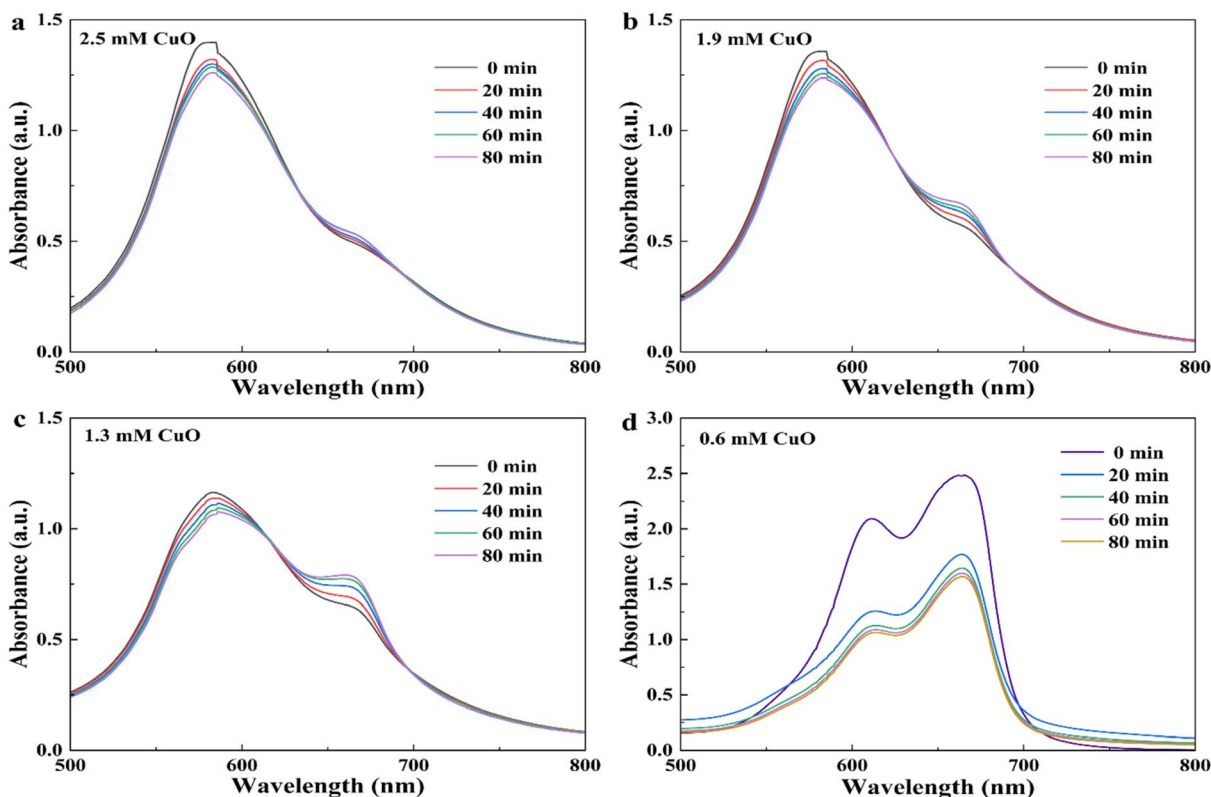 a
2.5 mM CuO
0 min
20 min
40 min
60 min
80 min
1.5
1.0
0.5
0.0
500
600
700
800
Absorbance (a.u.)
Wavelength (nm)
b
1.9 mM CuO
0 min
20 min
40 min
60 min
80 min
1.5
1.0
0.5
0.0
500
600
700
800
Absorbance (a.u.)
Wavelength (nm)
c
1.3 mM CuO
0 min
20 min
40 min
60 min
80 min
1.5
1.0
0.5
0.0
500
600
700
800
Absorbance (a.u.)
Wavelength (nm)
d
0.6 mM CuO
0 min
20 min
40 min
60 min
80 min
3.0
2.5
2.0
1.5
1.0
0.5
0.0
500
600
700
800
Absorbance (a.u.)
Wavelength (nm)